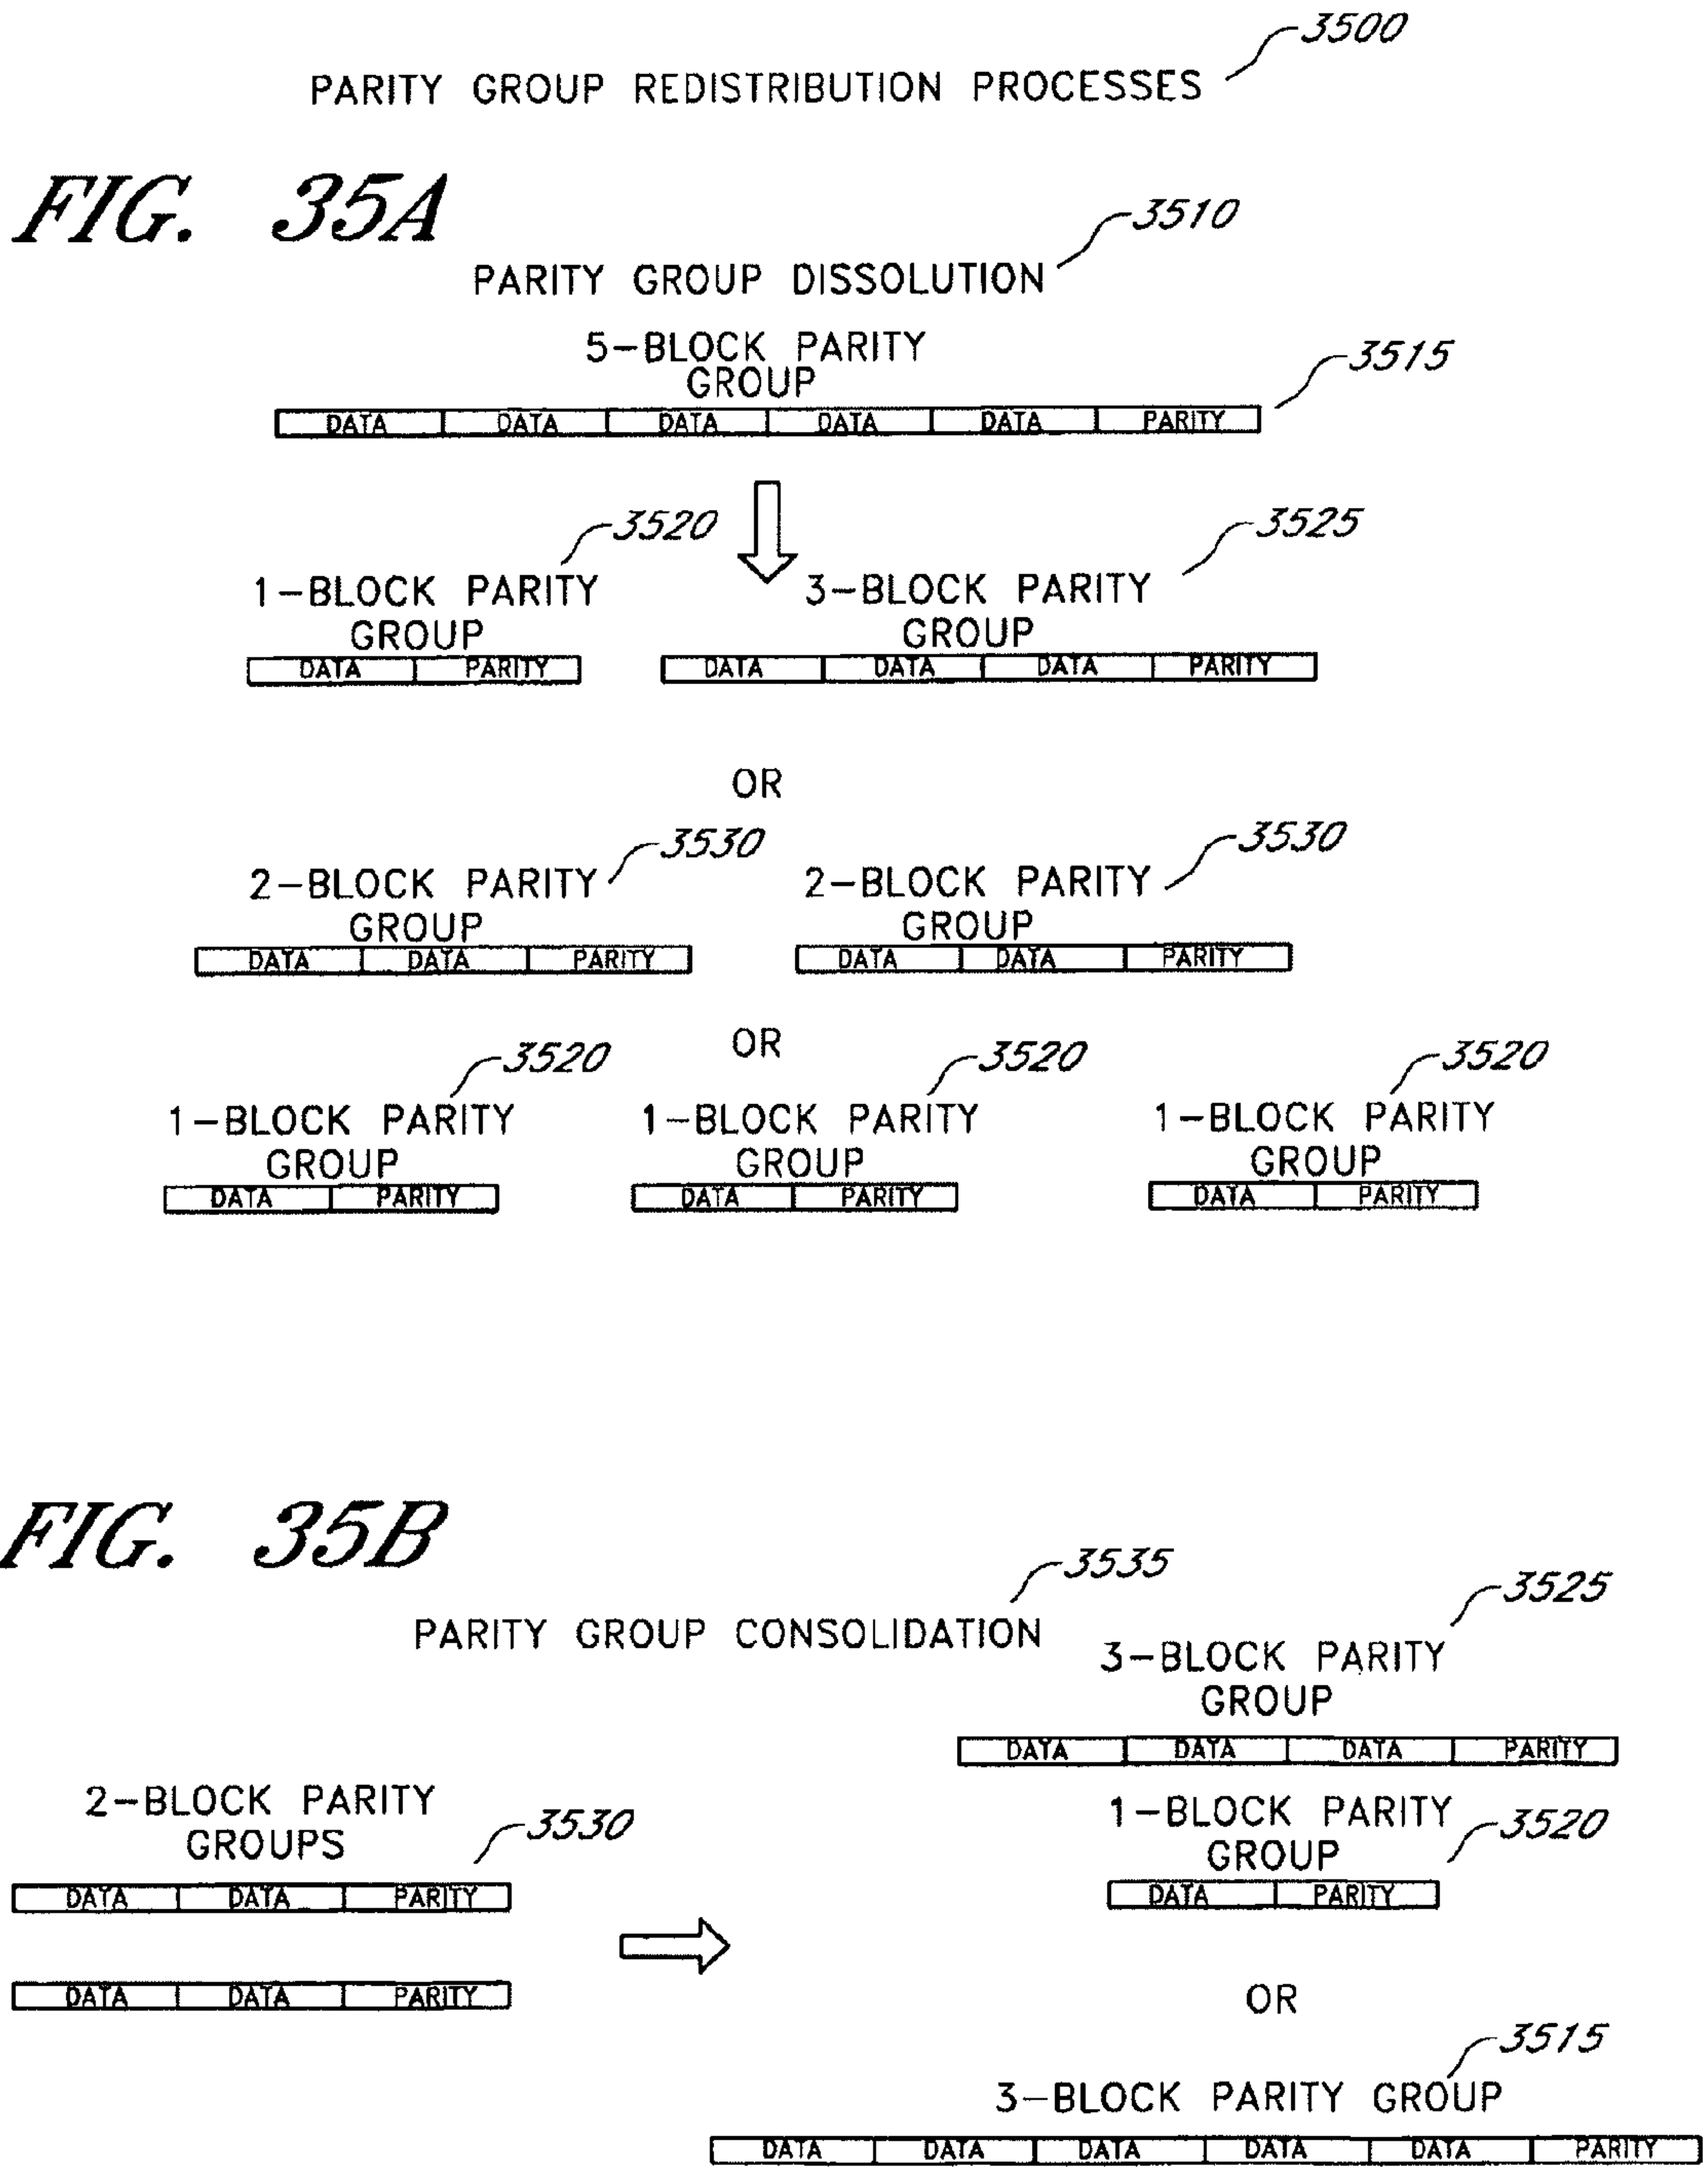 3500
PARITY GROUP REDISTRIBUTION PROCESSES
FIG. 35A
3510
PARITY GROUP DISSOLUTION
5-BLOCK PARITY
GROUP
3515
DATA DATA DATA DATA DATA PARITY
3520
1-BLOCK PARITY
GROUP
DATA PARITY
3525
3-BLOCK PARITY
GROUP
DATA DATA DATA PARITY
OR
3530
2-BLOCK PARITY
GROUP
DATA DATA PARITY
3530
2-BLOCK PARITY
GROUP
DATA DATA PARITY
OR
3520
1-BLOCK PARITY
GROUP
DATA PARITY
3520
1-BLOCK PARITY
GROUP
DATA PARITY
3520
1-BLOCK PARITY
GROUP
DATA PARITY
FIG. 35B
3535
PARITY GROUP CONSOLIDATION
2-BLOCK PARITY
GROUPS
3530
DATA DATA PARITY
DATA DATA PARITY
3525
3-BLOCK PARITY
GROUP
DATA DATA DATA PARITY
1-BLOCK PARITY
GROUP
3520
DATA PARITY
OR
3515
3-BLOCK PARITY GROUP
DATA DATA DATA DATA DATA PARITY